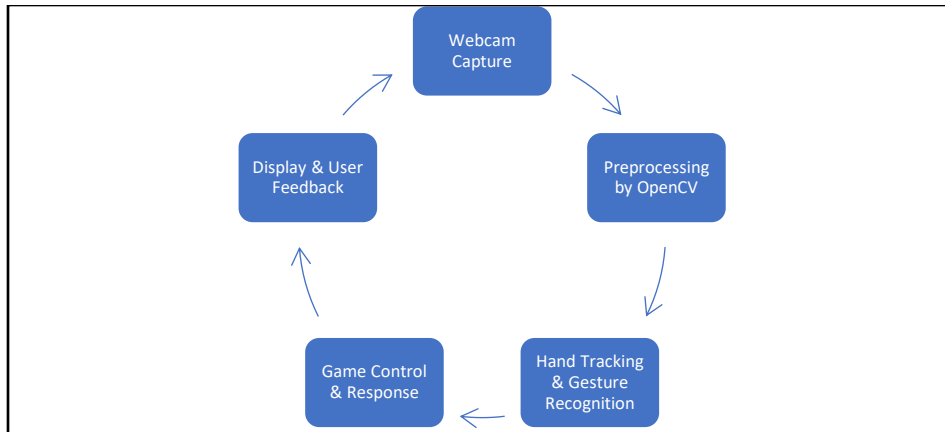 Webcam
Capture
Preprocessing
by OpenCV
Hand Tracking
& Gesture
Recognition
Game Control
& Response
Display & User
Feedback